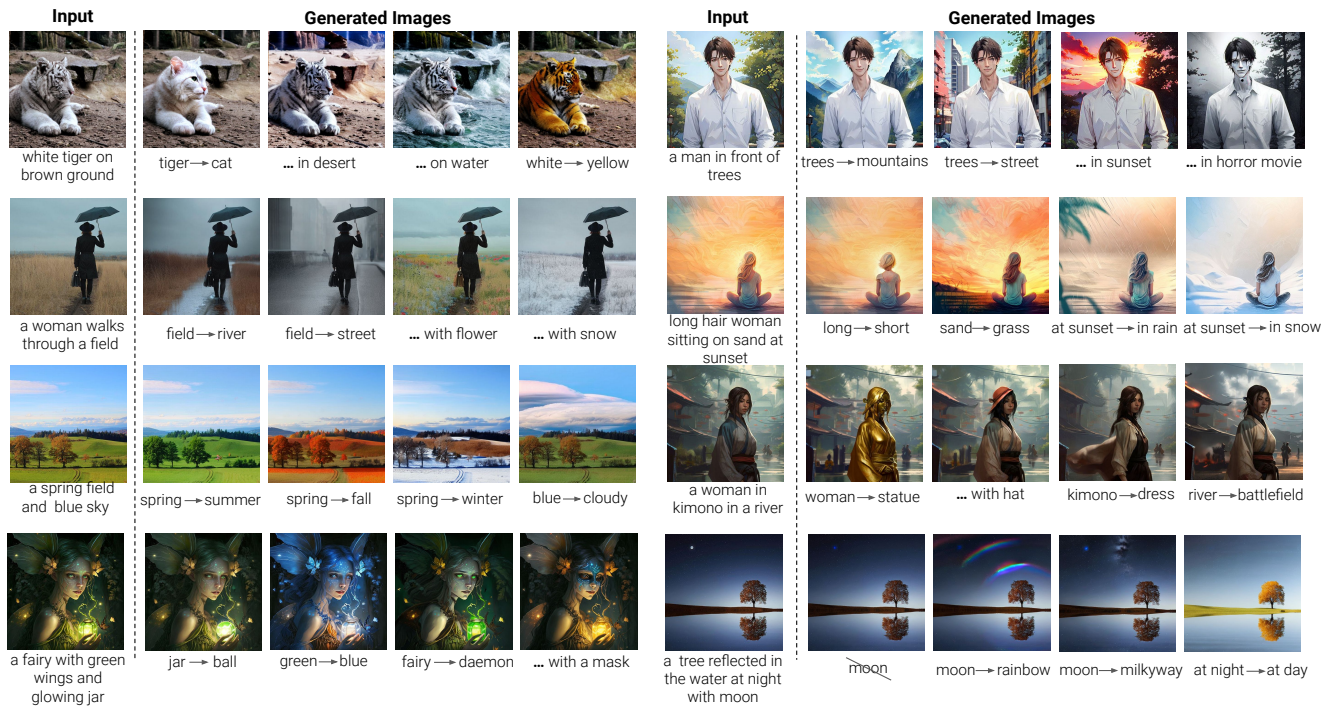 Input
Generated Images
white tiger on
brown ground
tiger→cat
... in desert
... on water
white→yellow
a woman walks
through a field
field→river
field→street
... with flower
... with snow
a spring field
and blue sky
spring→summer
spring→fall
spring→winter
blue→cloudy
a fairy with green
wings and
glowing jar
jar→ball
green→blue
fairy→daemon
... with a mask
Input
Generated Images
a man in front of
trees
trees→mountains
trees→street
... in sunset
... in horror movie
long hair woman
sitting on sand at
sunset
long→short
sand→grass
at sunset→in rain
at sunset→in snow
a woman in
kimono in a river
woman→statue
... with hat
kimono→dress
river→battlefield
a tree reflected in
the water at night
with moon
moon
moon→rainbow
moon→milkyway
at night→at day